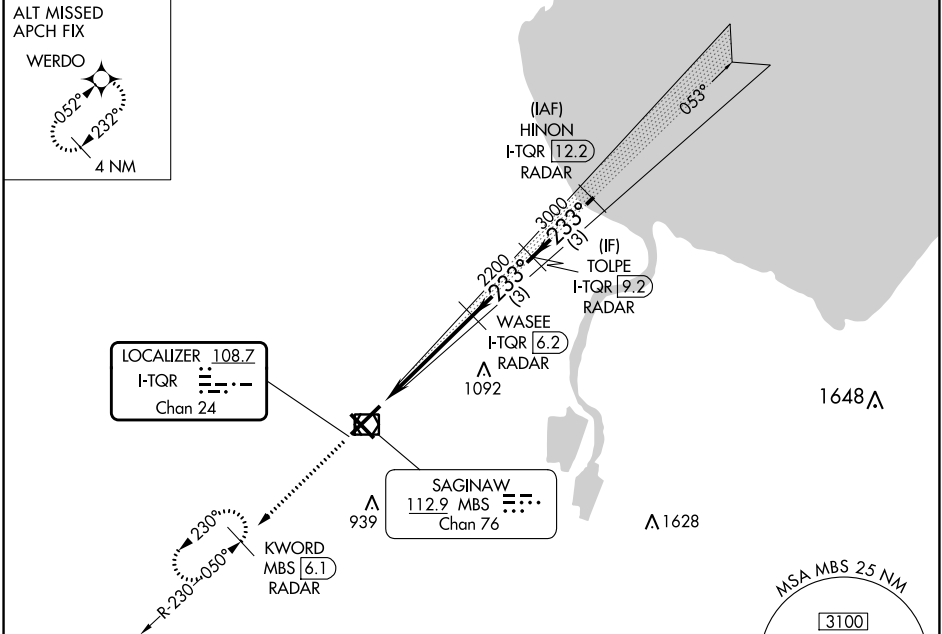 ALT MISSED
APCH FIX
WERDO
052°
232°
4 NM
(IAF)
HINON
I-TQR 12.2
RADAR
053°
3000
233°
(3)
(IF)
TOLPE
I-TQR 9.2
RADAR
2200
233°
(3)
WASEE
I-TQR 6.2
RADAR
1092
1648
LOCALIZER 108.7
I-TQR
Chan 24
SAGINAW
112.9 MBS
Chan 76
939
1628
230°
R-230
050°
KWORD
MBS 6.1
RADAR
MSA MBS 25 NM
3100